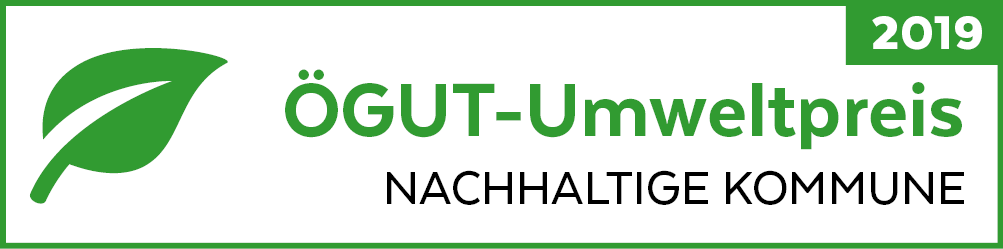 2019
ÖGUT-Umweltpreis
NACHHALTIGE KOMMUNE